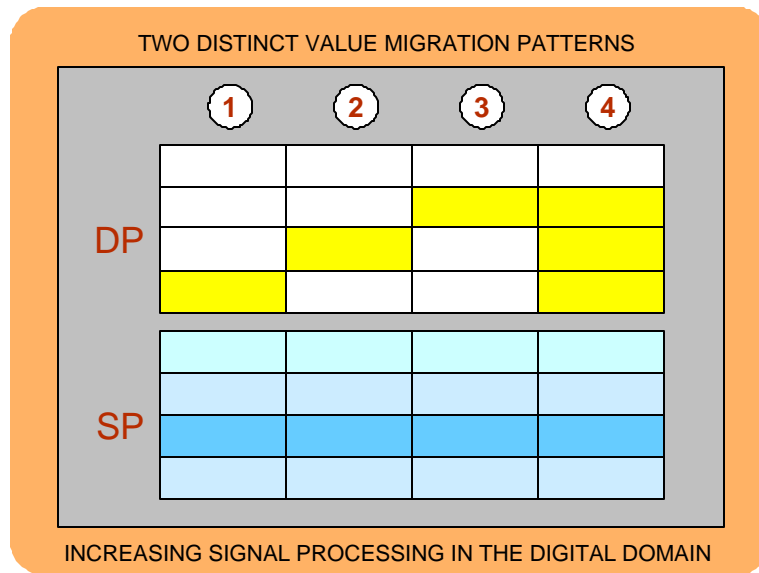 TWO DISTINCT VALUE MIGRATION PATTERNS
1 2 3 4
DP
SP
INCREASING SIGNAL PROCESSING IN THE DIGITAL DOMAIN